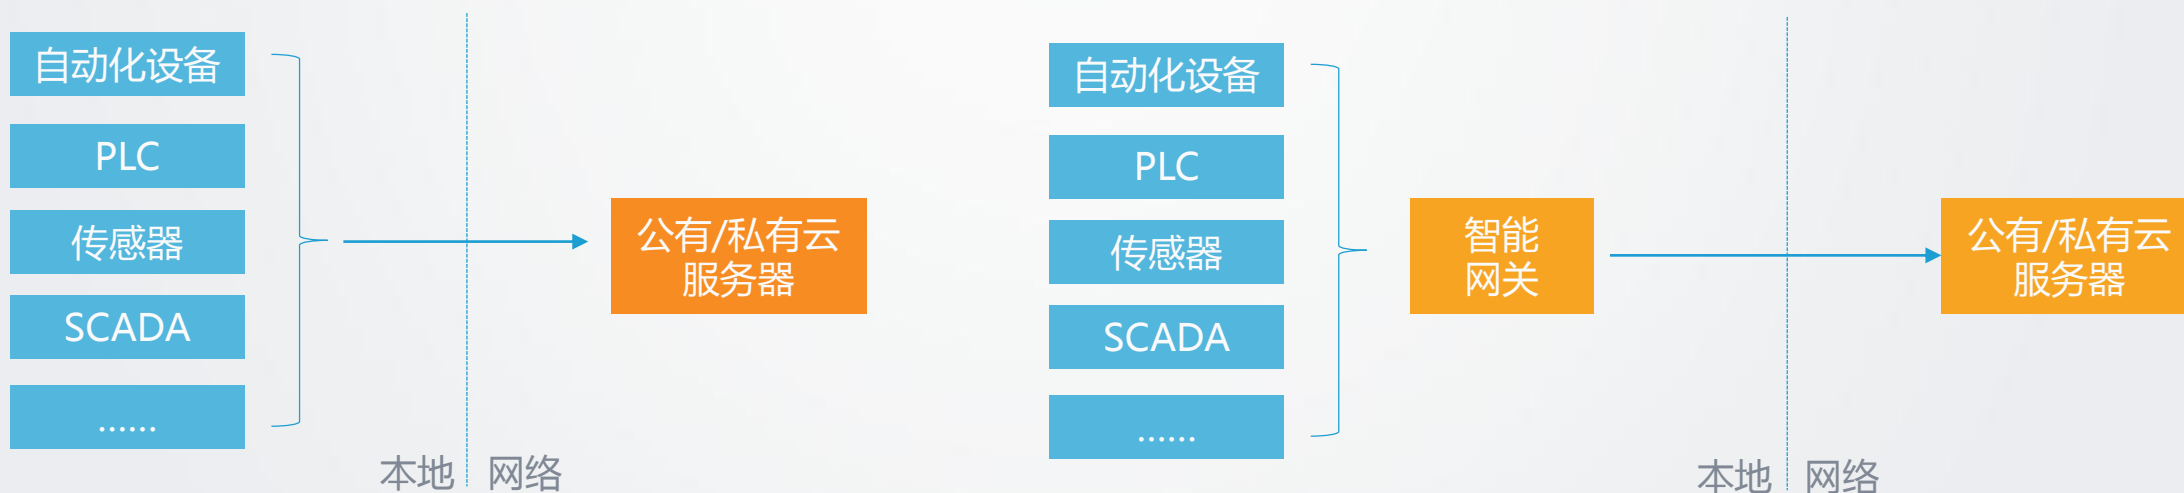 自动化设备
PLC
传感器
SCADA
......
公有/私有云
服务器
本地
网络
自动化设备
PLC
传感器
SCADA
......
智能
网关
公有/私有云
服务器
本地
网络